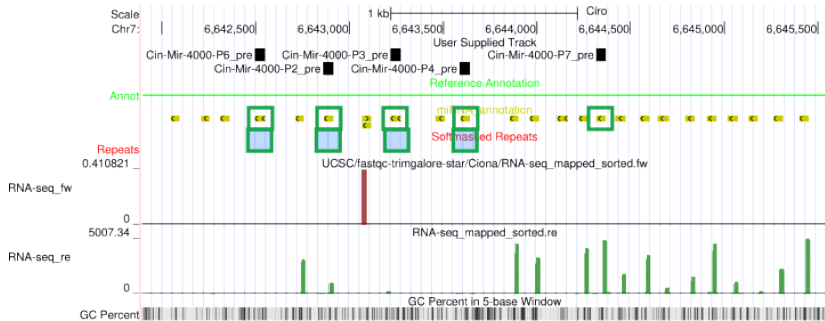 Scale 1 kb Ciro
Chr7: 6,642,500 6,643,000 6,643,500 6,644,000 6,644,500 6,645,000 6,645,500
User Supplied Track
Cin-Mir-4000-P6_pre Cin-Mir-4000-P3_pre Cin-Mir-4000-P7_pre
Cin-Mir-4000-P2_pre Cin-Mir-4000-P4_pre
Reference Annotation
Annot
miRNA annotation
Softmasked Repeats
Repeats
0.410821 UCSC/fastqc-trimgalore-star/Ciona/RNA-seq_mapped_sorted.fw
RNA-seq_fw
0
5007.34 RNA-seq_mapped_sorted.re
RNA-seq_re
0
GC Percent in 5-base Window
GC Percent